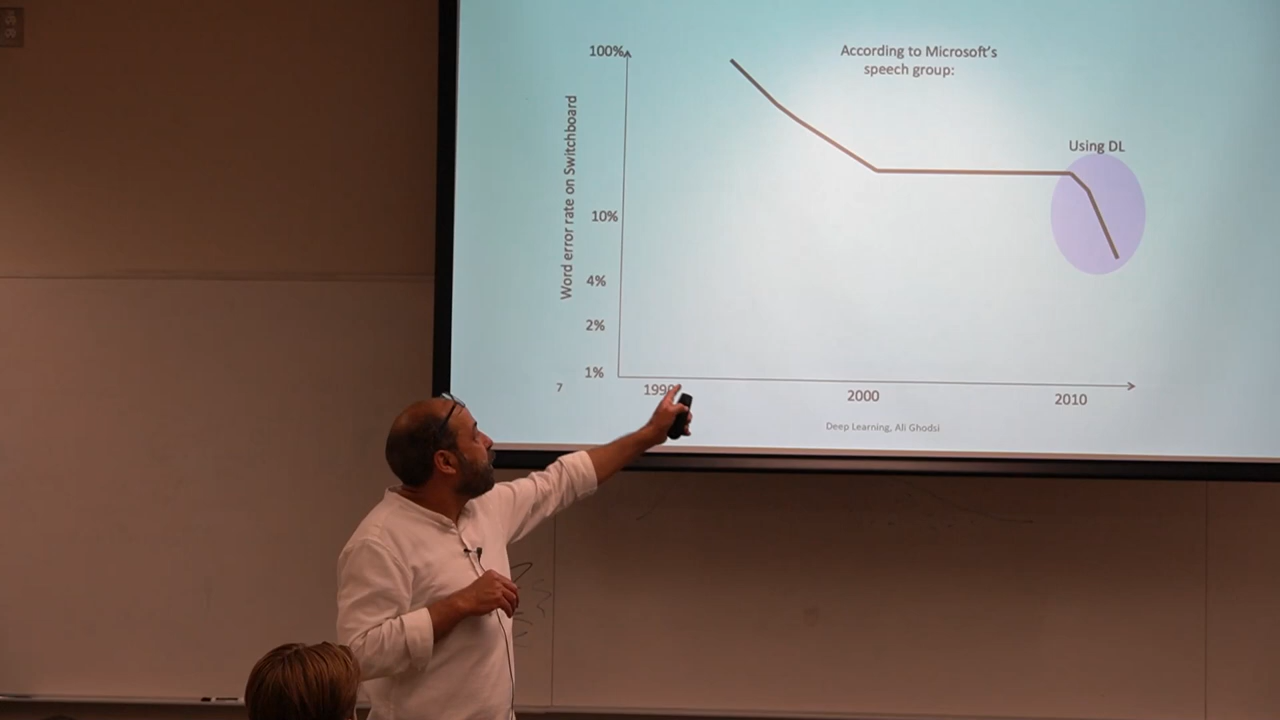 100%
According to Microsoft's
speech group:
Using DL
Word error rate on Switchboard
10%
4%
2%
1%
7
1990
2000
2010
Deep Learning, Ali Ghodsi